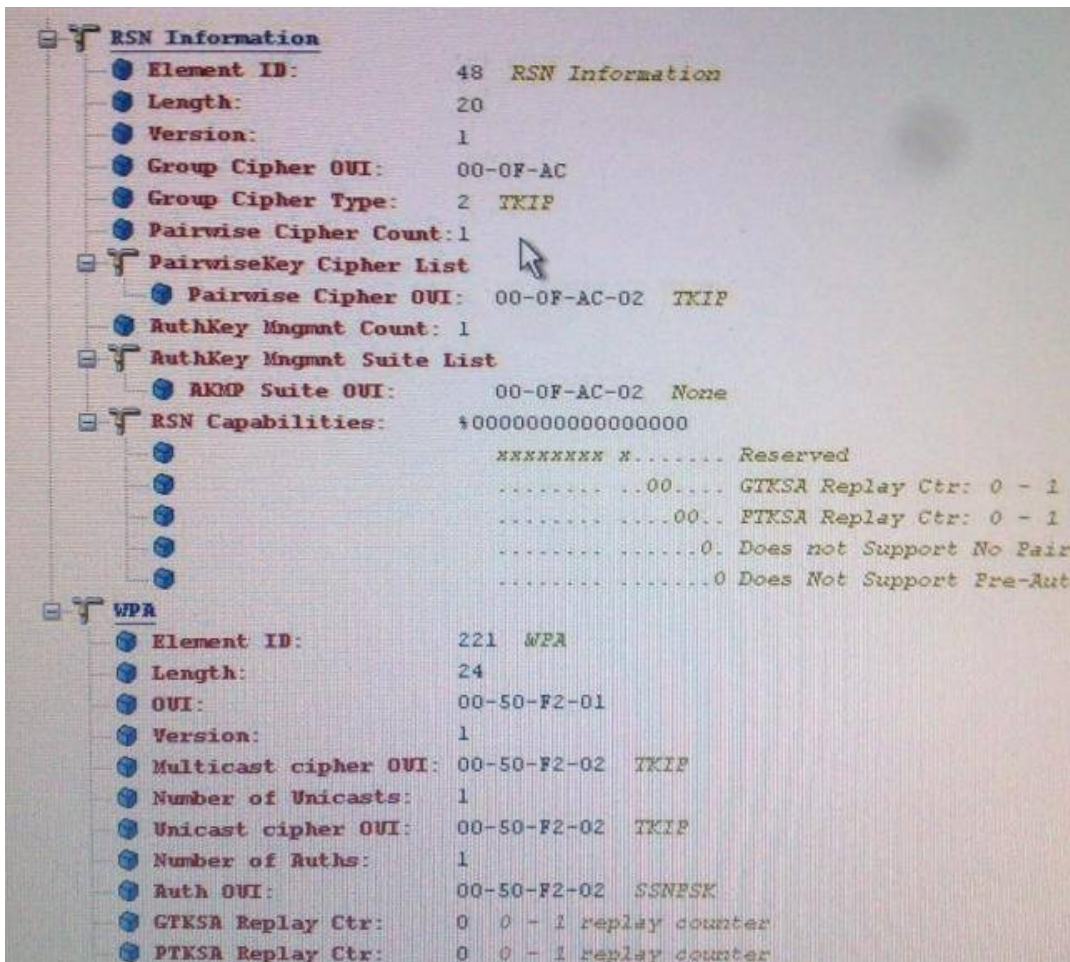 RSN Information
Element ID: 48 RSN Information
Length: 20
Version: 1
Group Cipher OUI: 00-0F-AC
Group Cipher Type: 2 TKIP
Pairwise Cipher Count:1
PairwiseKey Cipher List
Pairwise Cipher OUI: 00-0F-AC-02 TKIP
AuthKey Mngmnt Count: 1
AuthKey Mngmnt Suite List
AKMP Suite OUI: 00-0F-AC-02 None
RSN Capabilities: %0000000000000000
xxxxxxxx x....... Reserved
........ ..00.... GTKSA Replay Ctr: 0 - 1
........ ....00.. PTKSA Replay Ctr: 0 - 1
........ ......0. Does not Support No Pair
........ .......0 Does Not Support Pre-Aut
WPA
Element ID: 221 WPA
Length: 24
OUI: 00-50-F2-01
Version: 1
Multicast cipher OUI: 00-50-F2-02 TKIP
Number of Unicasts: 1
Unicast cipher OUI: 00-50-F2-02 TKIP
Number of Auths: 1
Auth OUI: 00-50-F2-02 SSNPSK
GTKSA Replay Ctr: 0 0 - 1 replay counter
PTKSA Replay Ctr: 0 0 - 1 replay counter